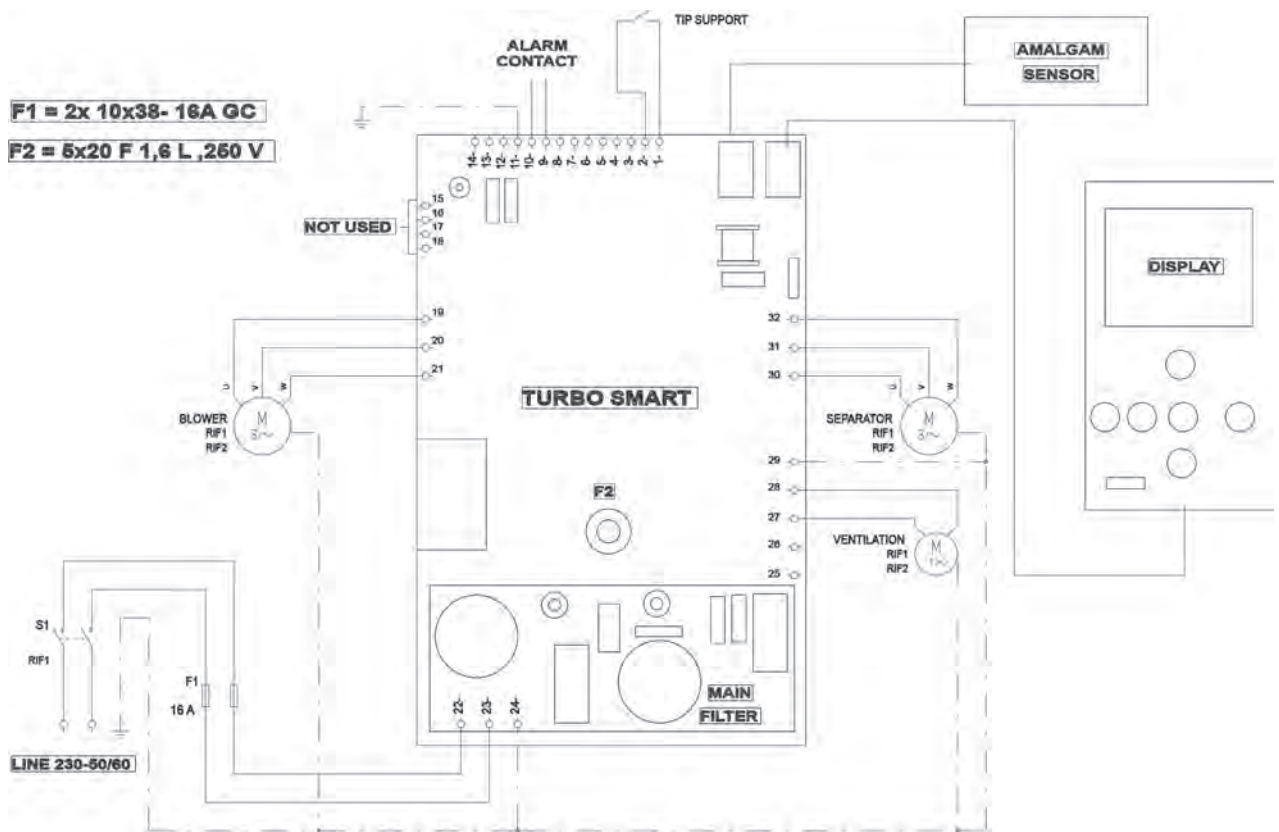 TIP SUPPORT
ALARM
CONTACT
AMALGAM
SENSOR
F1 = 2x 10x38- 16A GC
F2 = 5x20 F 1,6 L ,250 V
14-
13-
12-
11-
10-
9-
8-
7-
6-
5-
4-
3-
2-
1-
15
16
17
18
NOT USED
DISPLAY
19
20
21
32
31
30
U
V
W
BLOWER
RIF1
RIF2
M
3~
TURBO SMART
U
V
W
SEPARATOR
RIF1
RIF2
M
3~
29
28
27
26
25
F2
VENTILATION
RIF1
RIF2
M
1~
S1
RIF1
F1
16 A
22-
23-
24-
MAIN
FILTER
LINE 230-50/60